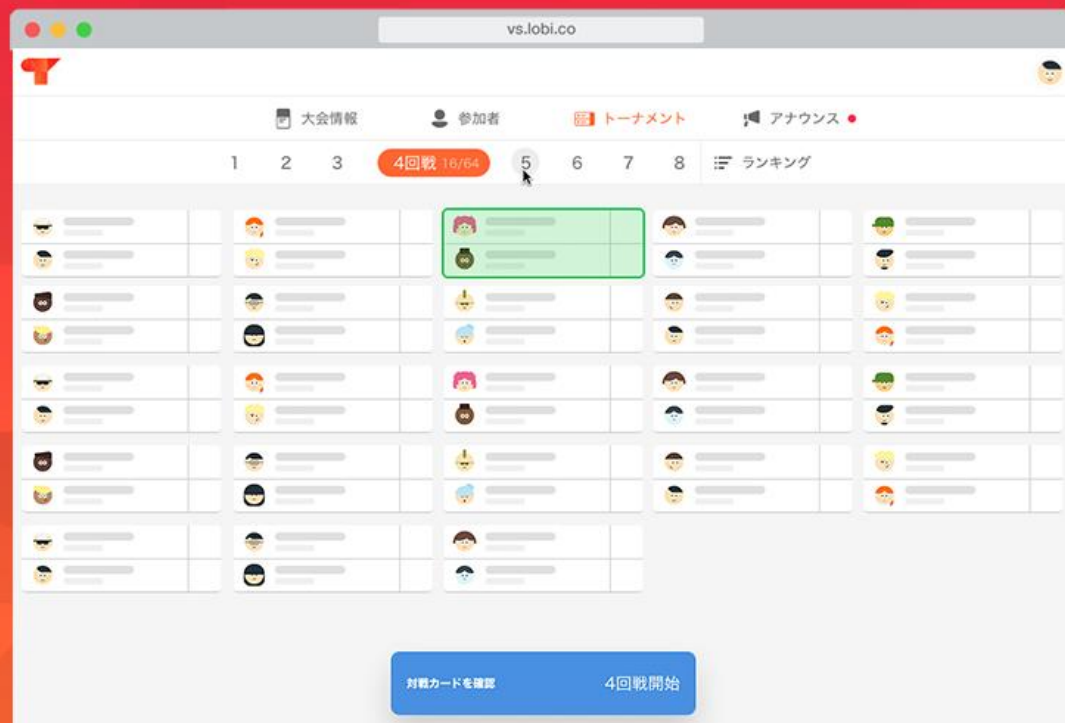 vs.lobi.co
大会情報 参加者 トーナメント アナウンス
1 2 3 4回戦 16/64 5 6 7 8 ランキング
対戦カードを確認 4回戦開始